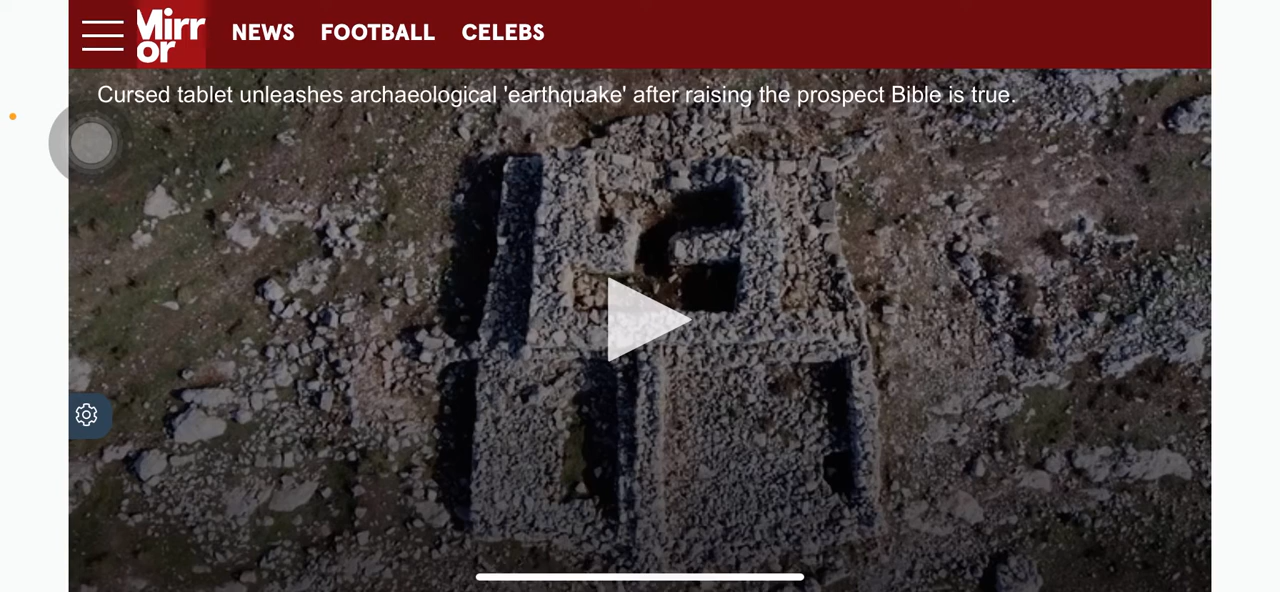 Mirr
or
NEWS FOOTBALL CELEBS
Cursed tablet unleashes archaeological 'earthquake' after raising the prospect Bible is true.